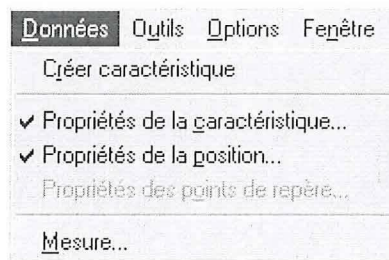 Données Outils Options Fenêtre
Créer caractéristique
✓ Propriétés de la caractéristique...
✓ Propriétés de la position...
Propriétés des points de repère...
Mesure...